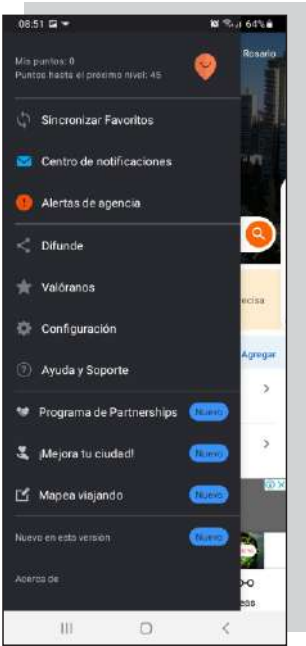 08:51
64%
Mis puntos: 0
Puntos hasta el próximo nivel: 45
Rosario
Sincronizar Favoritos
Centro de notificaciones
Alertas de agencia
Difunde
ecisa
Valóranos
Configuración
Agregar
Ayuda y Soporte
Programa de Partnerships Nuevo
¡Mejora tu ciudad! Nuevo
Mapea viajando Nuevo
Nuevo en esta versión Nuevo
Acerca de